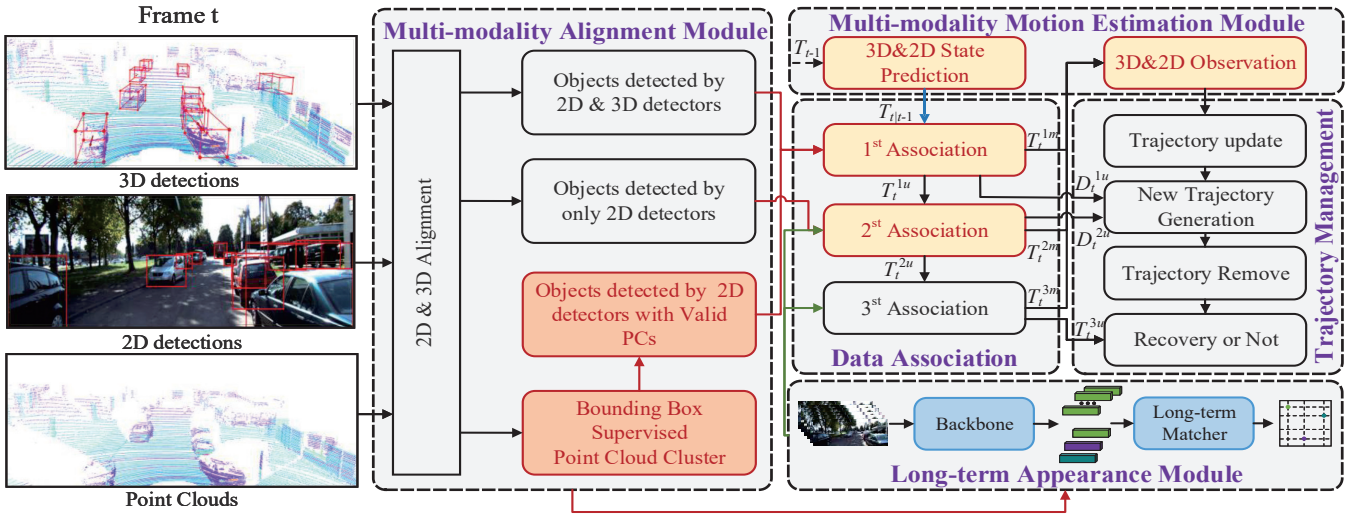 Frame t
3D detections
2D detections
Point Clouds
Multi-modality Alignment Module
2D & 3D Alignment
Objects detected by
2D & 3D detectors
Objects detected by
only 2D detectors
Objects detected by 2D
detectors with Valid
PCs
Bounding Box
Supervised
Point Cloud Cluster
Multi-modality Motion Estimation Module
T_{t-1}
3D&2D State
Prediction
3D&2D Observation
T_{t|t-1}
1st Association
T_t^{1m}
T_t^{1u}
D_t^{1u}
2st Association
D_t^{2u}
T_t^{2m}
T_t^{2u}
3st Association
T_t^{3m}
T_t^{3u}
Data Association
Trajectory update
New Trajectory
Generation
Trajectory Remove
Recovery or Not
Trajectory Management
Backbone
Long-term
Matcher
Long-term Appearance Module